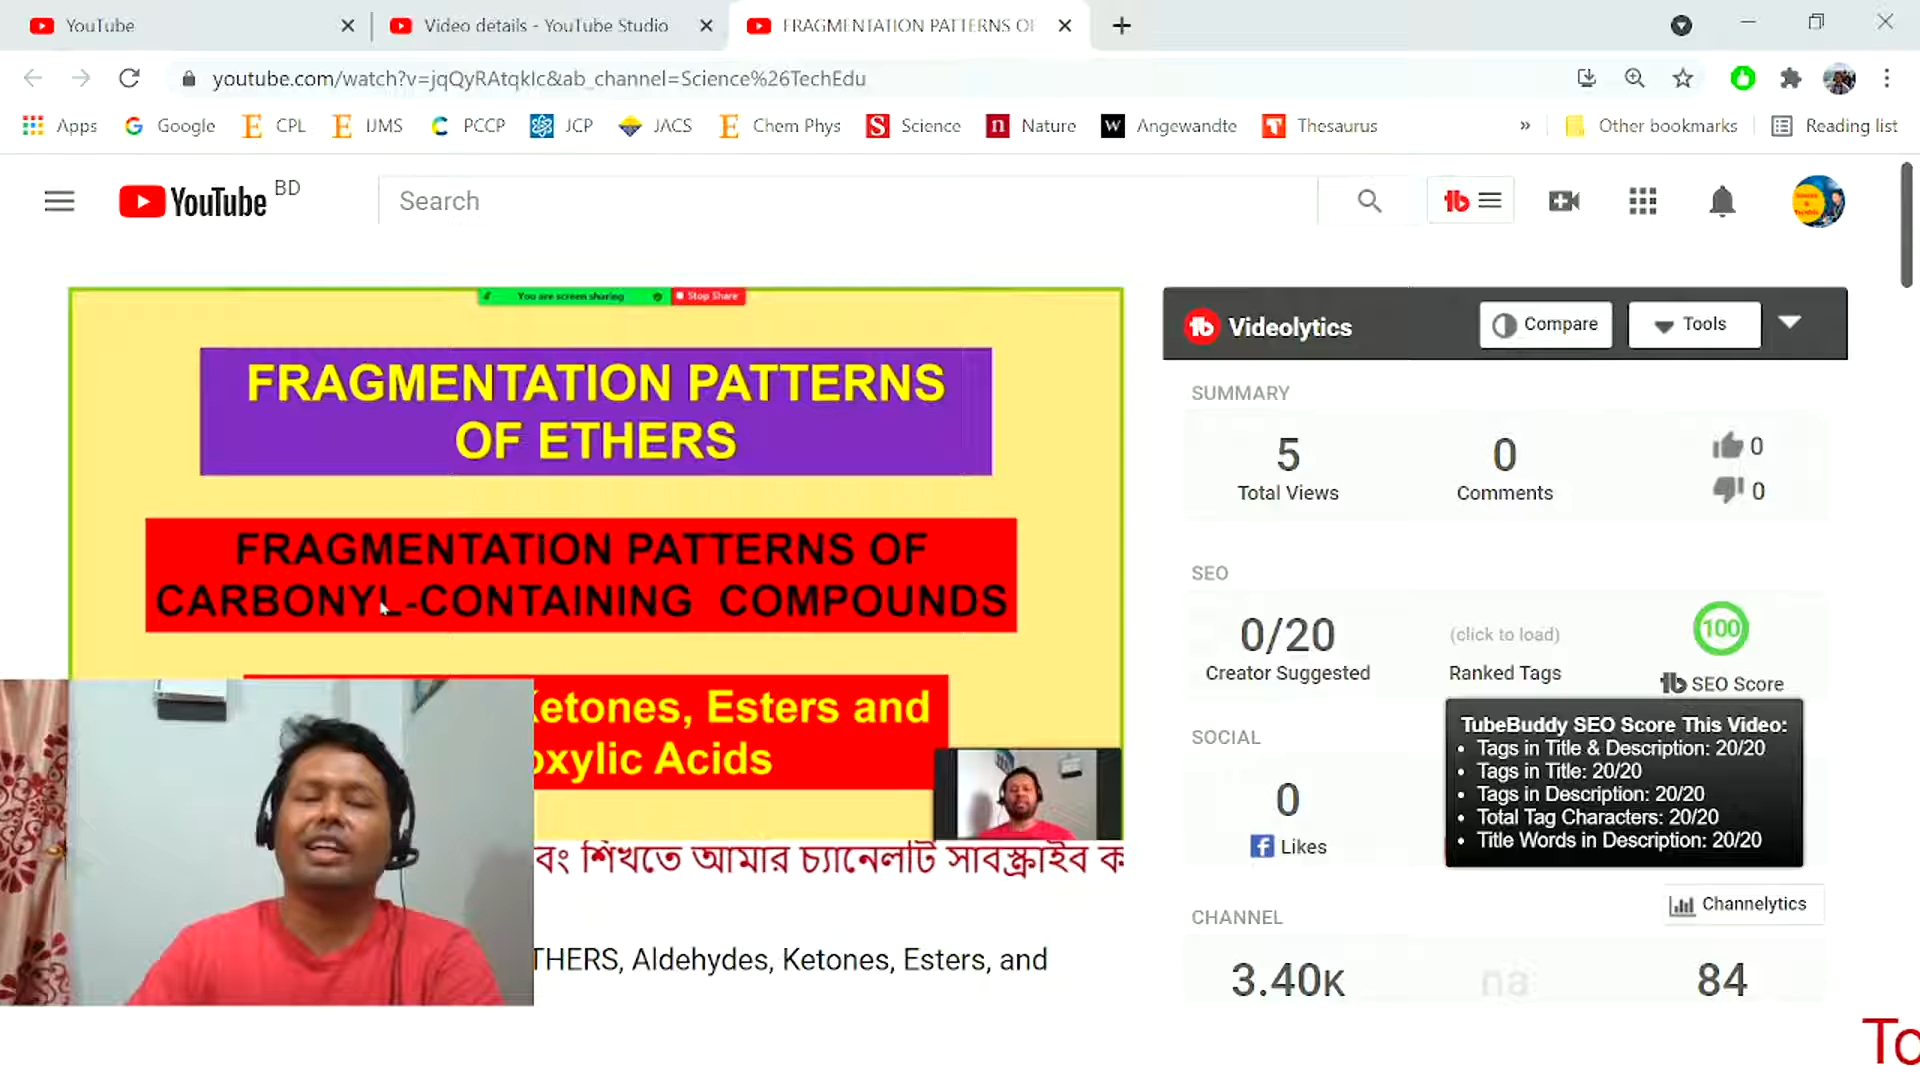 YouTube
Video details - YouTube Studio
FRAGMENTATION PATTERNS OF
youtube.com/watch?v=jqQyRAtqkIc&ab_channel=Science%26TechEdu
Apps Google CPL IJMS PCCP JCP JACS Chem Phys Science Nature Angewandte Thesaurus » Other bookmarks Reading list
YouTube BD
Search
You are screen sharing Stop Share
FRAGMENTATION PATTERNS
OF ETHERS
FRAGMENTATION PATTERNS OF
CARBONYL-CONTAINING COMPOUNDS
Ketones, Esters and
oxylic Acids
বং শিখতে আমার চ্যানেলটি সাবস্ক্রাইব ক
THERS, Aldehydes, Ketones, Esters, and
Videolytics Compare Tools
SUMMARY
5 0 0
Total Views Comments 0
SEO
0/20 (click to load) 100
Creator Suggested Ranked Tags SEO Score
TubeBuddy SEO Score This Video:
• Tags in Title & Description: 20/20
• Tags in Title: 20/20
• Tags in Description: 20/20
• Total Tag Characters: 20/20
• Title Words in Description: 20/20
SOCIAL
0
Likes
CHANNEL Channelytics
3.40K na 84
To